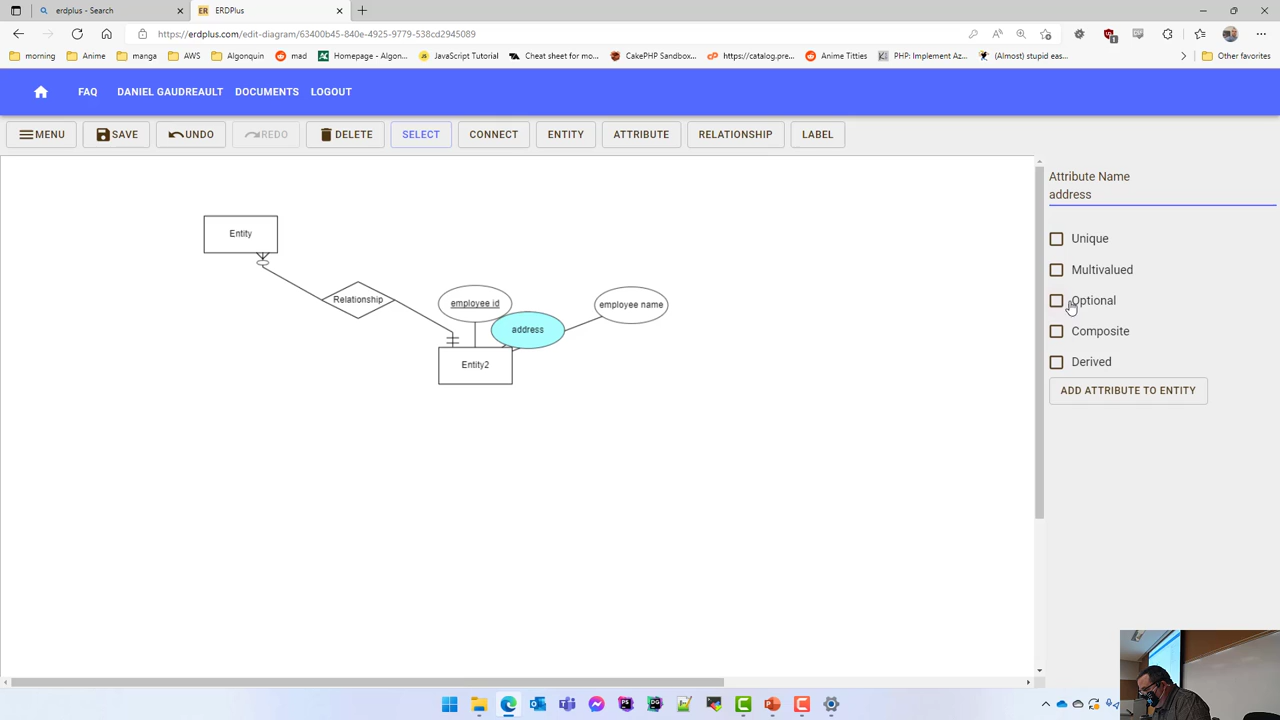 erdplus - Search
ERDPlus
https://erdplus.com/edit-diagram/63400b45-840e-4925-9779-538cd2945089
morning
Anime
manga
AWS
Algonquin
mad
Homepage - Algon...
JavaScript Tutorial
Cheat sheet for mo...
CakePHP Sandbox...
https://catalog.pre...
Anime Titties
PHP: Implement Az...
(Almost) stupid eas...
Other favorites
FAQ
DANIEL GAUDREAULT
DOCUMENTS
LOGOUT
MENU
SAVE
UNDO
REDO
DELETE
SELECT
CONNECT
ENTITY
ATTRIBUTE
RELATIONSHIP
LABEL
Attribute Name
address
Unique
Multivalued
Optional
Composite
Derived
ADD ATTRIBUTE TO ENTITY
Entity
Relationship
employee id
employee name
address
Entity2